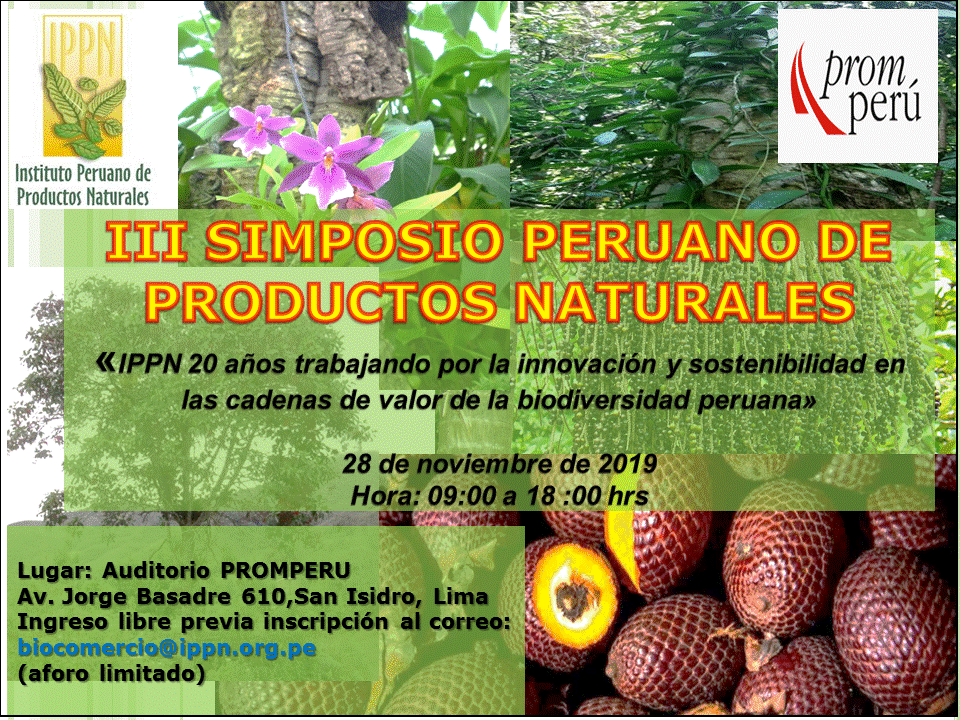 IPPN
Instituto Peruano de
Productos Naturales
prom
perú
III SIMPOSIO PERUANO DE
PRODUCTOS NATURALES
«IPPN 20 años trabajando por la innovación y sostenibilidad en
las cadenas de valor de la biodiversidad peruana»
28 de noviembre de 2019
Hora: 09:00 a 18 :00 hrs
Lugar: Auditorio PROMPERU
Av. Jorge Basadre 610,San Isidro, Lima
Ingreso libre previa inscripción al correo:
biocomercio@ippn.org.pe
(aforo limitado)